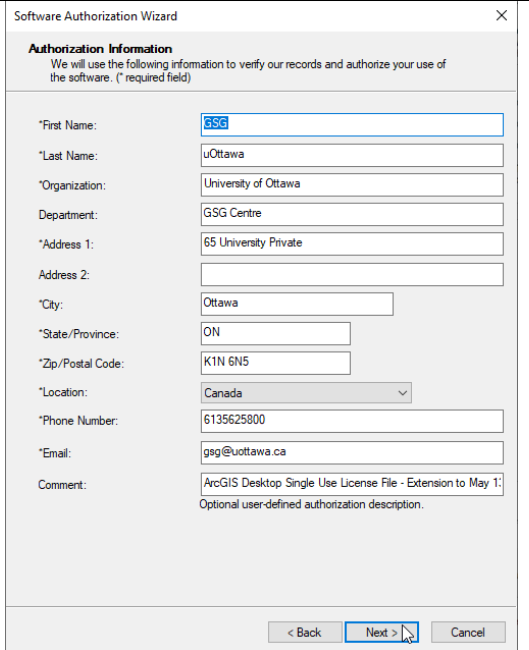 Software Authorization Wizard
Authorization Information
We will use the following information to verify our records and authorize your use of
the software. (* required field)
*First Name: GSG
*Last Name: uOttawa
*Organization: University of Ottawa
Department: GSG Centre
*Address 1: 65 University Private
Address 2:
*City: Ottawa
*State/Province: ON
*Zip/Postal Code: K1N 6N5
*Location: Canada
*Phone Number: 6135625800
*Email: gsg@uottawa.ca
Comment: ArcGIS Desktop Single Use License File - Extension to May
Optional user-defined authorization description.
< Back Next > Cancel